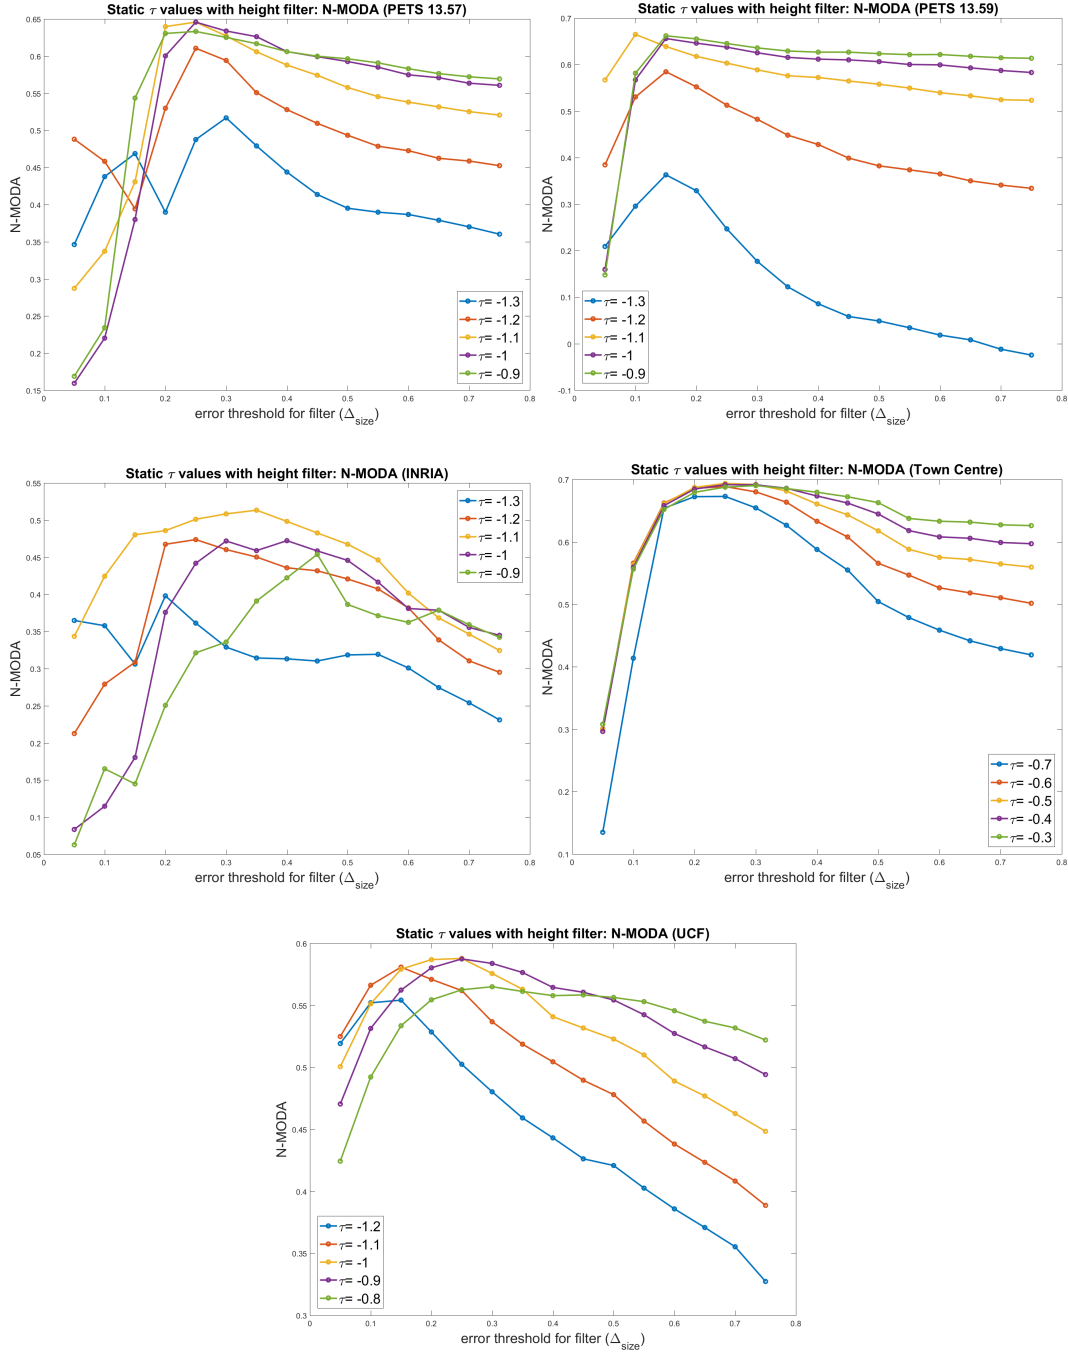 Static τ values with height filter: N-MODA (PETS 13.57)
N-MODA
0.65
0.6
0.55
0.5
0.45
0.4
0.35
0.3
0.25
0.2
0.15
0 0.1 0.2 0.3 0.4 0.5 0.6 0.7 0.8
error threshold for filter (Δsize)
τ= -1.3
τ= -1.2
τ= -1.1
τ= -1
τ= -0.9
Static τ values with height filter: N-MODA (PETS 13.59)
N-MODA
0.7
0.6
0.5
0.4
0.3
0.2
0.1
0
-0.1
0 0.1 0.2 0.3 0.4 0.5 0.6 0.7 0.8
error threshold for filter (Δsize)
τ= -1.3
τ= -1.2
τ= -1.1
τ= -1
τ= -0.9
Static τ values with height filter: N-MODA (INRIA)
N-MODA
0.55
0.5
0.45
0.4
0.35
0.3
0.25
0.2
0.15
0.1
0.05
0 0.1 0.2 0.3 0.4 0.5 0.6 0.7 0.8
error threshold for filter (Δsize)
τ= -1.3
τ= -1.2
τ= -1.1
τ= -1
τ= -0.9
Static τ values with height filter: N-MODA (Town Centre)
N-MODA
0.7
0.6
0.5
0.4
0.3
0.2
0.1
0 0.1 0.2 0.3 0.4 0.5 0.6 0.7 0.8
error threshold for filter (Δsize)
τ= -0.7
τ= -0.6
τ= -0.5
τ= -0.4
τ= -0.3
Static τ values with height filter: N-MODA (UCF)
N-MODA
0.6
0.55
0.5
0.45
0.4
0.35
0.3
0 0.1 0.2 0.3 0.4 0.5 0.6 0.7 0.8
error threshold for filter (Δsize)
τ= -1.2
τ= -1.1
τ= -1
τ= -0.9
τ= -0.8